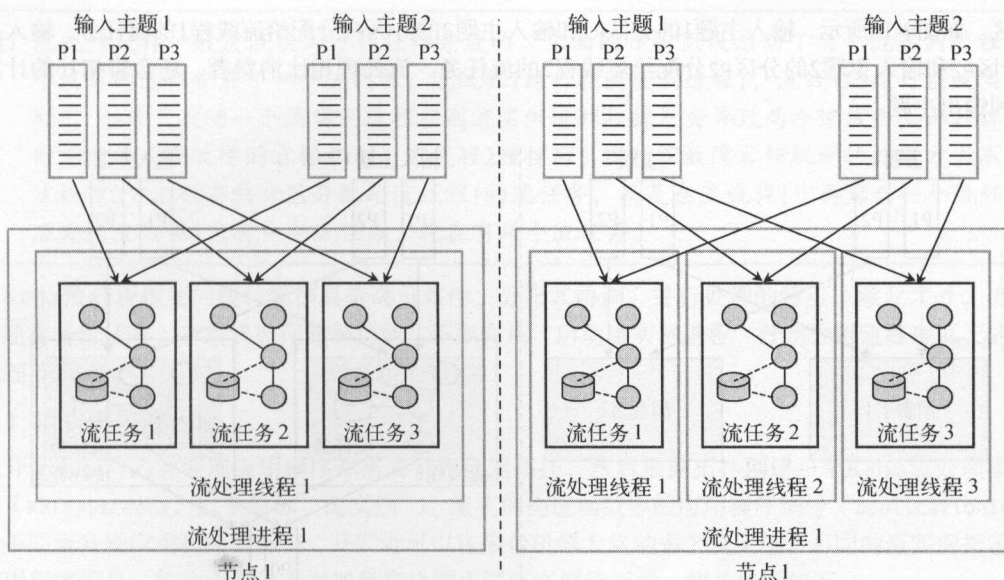 输入主题1 输入主题2 输入主题1 输入主题2
P1 P2 P3 P1 P2 P3 P1 P2 P3 P1 P2 P3
流任务1 流任务2 流任务3 流任务1 流任务2 流任务3
流处理线程1 流处理线程1 流处理线程2 流处理线程3
流处理进程1 流处理进程1
节点1 节点1